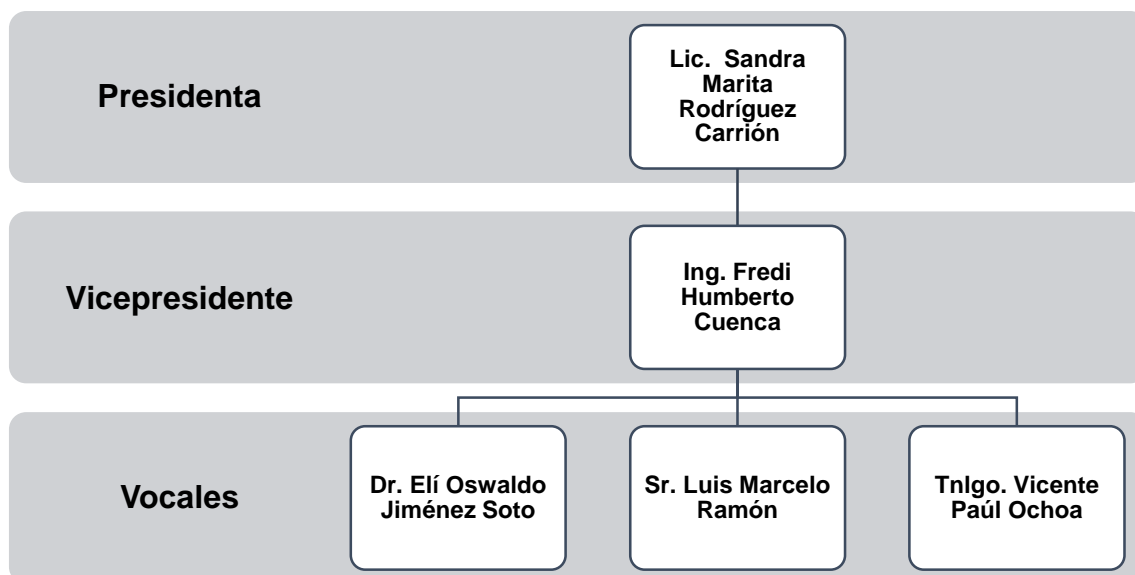 Presidenta
Lic. Sandra
Marita
Rodríguez
Carrión
Vicepresidente
Ing. Fredi
Humberto
Cuenca
Vocales
Dr. Elí Oswaldo
Jiménez Soto
Sr. Luis Marcelo
Ramón
Tnlgo. Vicente
Paúl Ochoa